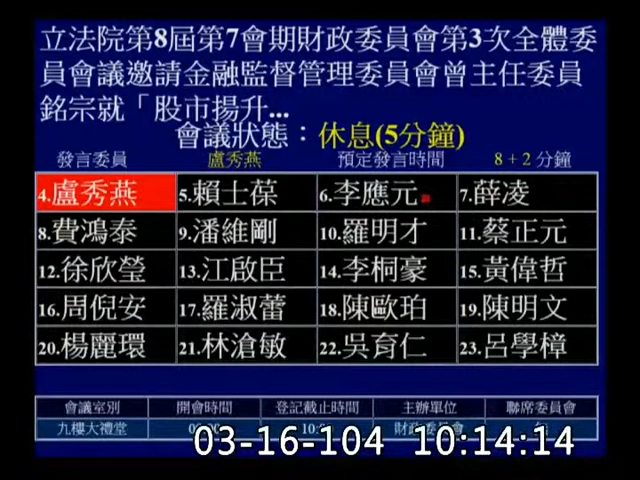 立法院第8屆第7會期財政委員會第3次全體委
員會議邀請金融監督管理委員會曾主任委員
銘宗就「股市揚升...
會議狀態：休息(5分鐘)
發言委員 盧秀燕 預定發言時間 8 + 2 分鐘
4.盧秀燕 5.賴士葆 6.李應元 7.薛凌
8.費鴻泰 9.潘維剛 10.羅明才 11.蔡正元
12.徐欣瑩 13.江啟臣 14.李桐豪 15.黃偉哲
16.周倪安 17.羅淑蕾 18.陳歐珀 19.陳明文
20.楊麗環 21.林滄敏 22.吳育仁 23.呂學樟
會議室別 開會時間 登記截止時間 主辦單位 聯席委員會
九樓大禮堂 財政委員會
03-16-104 10:14:14